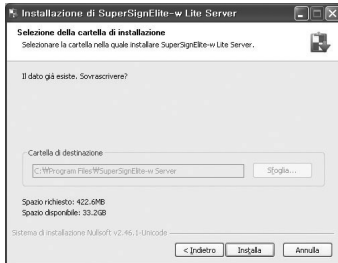 Installazione di SuperSignElite-w Lite Server
Selezione della cartella di installazione
Selezionare la cartella nella quale installare SuperSignElite-w Lite Server.
Il dato già esiste. Sovrascrivere?
Cartella di destinazione
C:₩Program Files₩SuperSignElite-w Server
Sfoglia...
Spazio richiesto: 422.6MB
Spazio disponibile: 33.2GB
Sistema di installazione Nullsoft v2.46.1-Unicode
< Indietro
Installa
Annulla